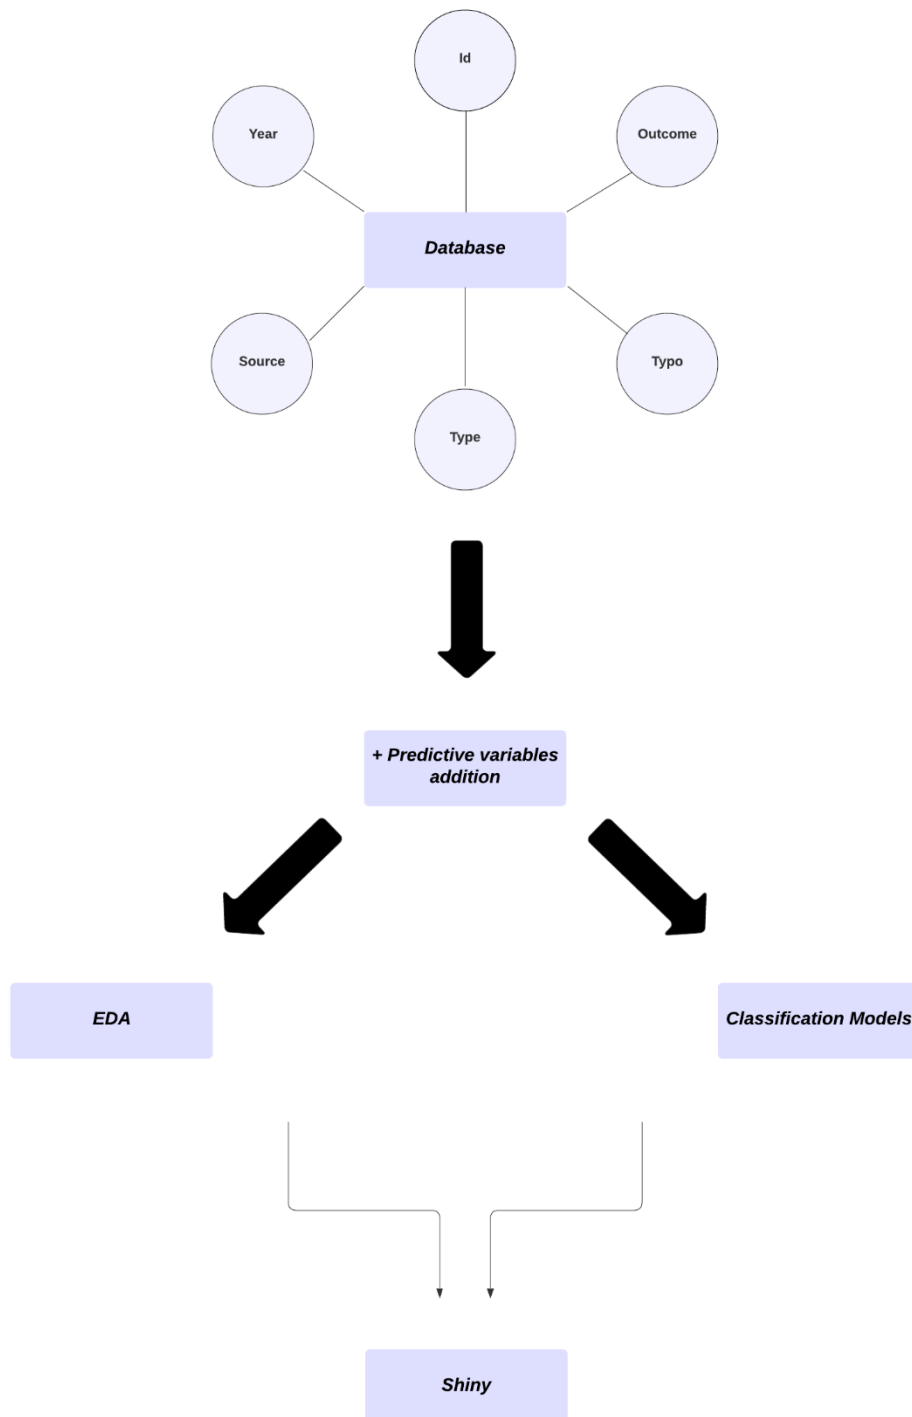 Id
Year
Outcome
Database
Source
Typo
Type
+ Predictive variables
addition
EDA
Classification Models
Shiny